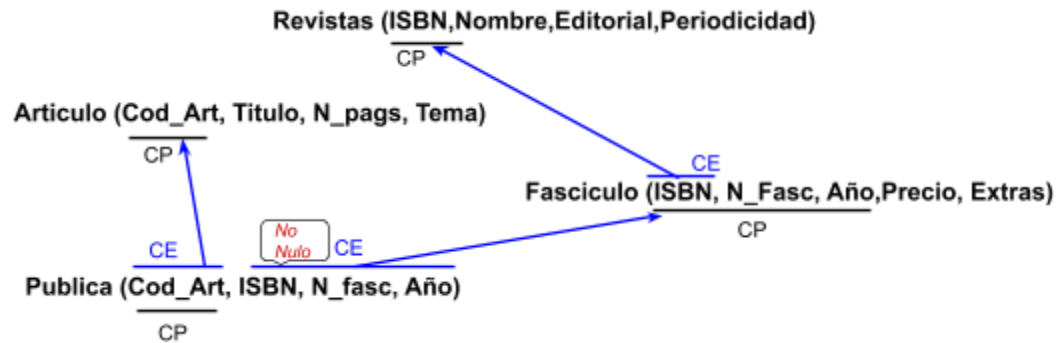 Revistas (ISBN,Nombre,Editorial,Periodicidad)
CP
Articulo (Cod_Art, Titulo, N_pags, Tema)
CP
CE
Fasciculo (ISBN, N_Fasc, Año,Precio, Extras)
CP
CE
No
Nulo
CE
Publica (Cod_Art, ISBN, N_fasc, Año)
CP